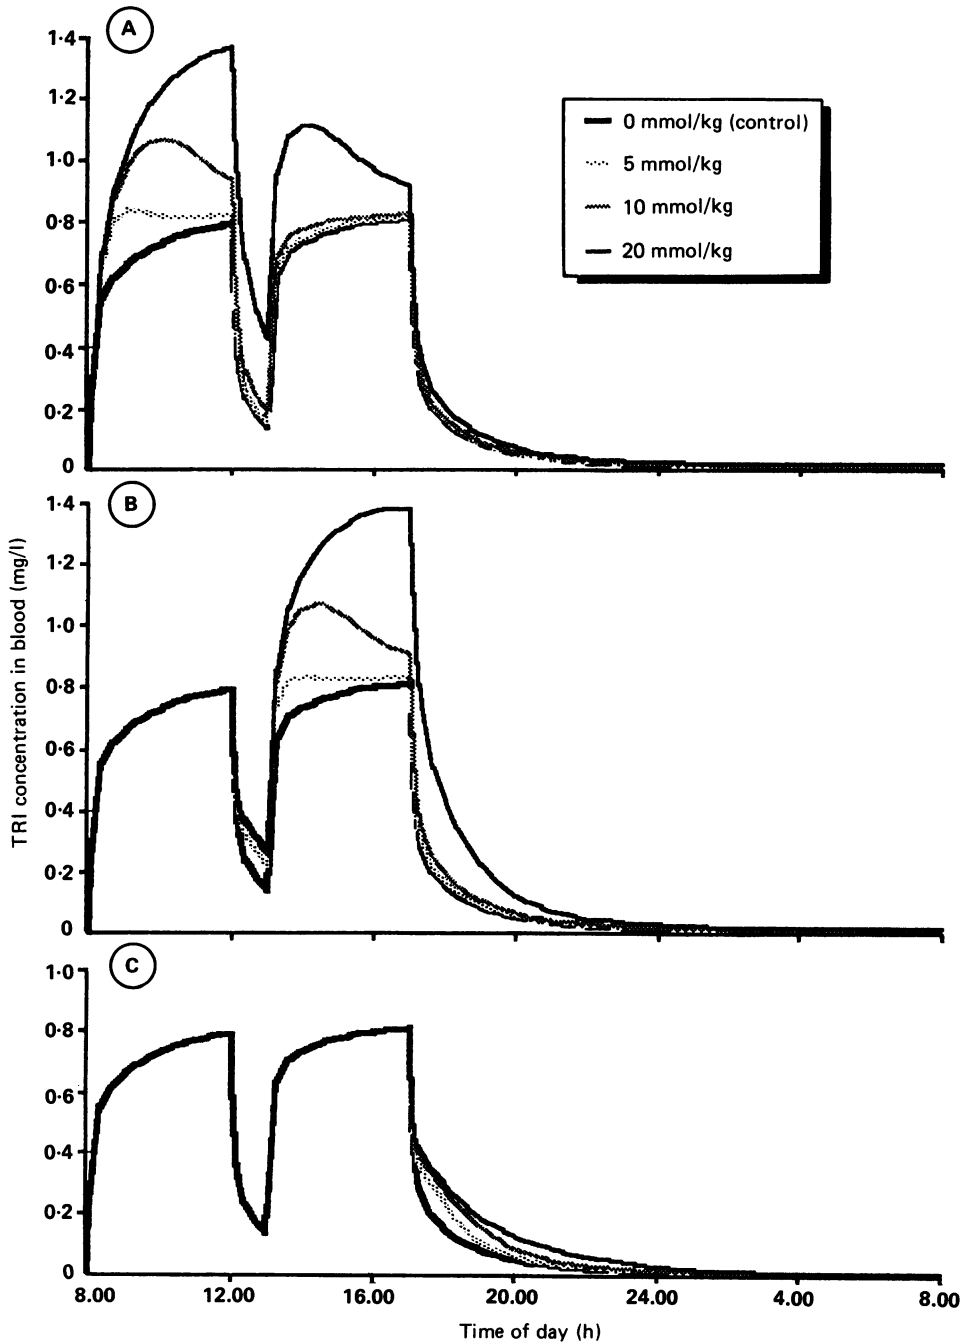 A
1·4
1·2
1·0
0·8
0·6
0·4
0·2
0
0 mmol/kg (control)
5 mmol/kg
10 mmol/kg
20 mmol/kg
B
1·4
1·2
1·0
0·8
0·6
0·4
0·2
0
TRI concentration in blood (mg/l)
C
1·0
0·8
0·6
0·4
0·2
0
8.00 12.00 16.00 20.00 24.00 4.00 8.00
Time of day (h)